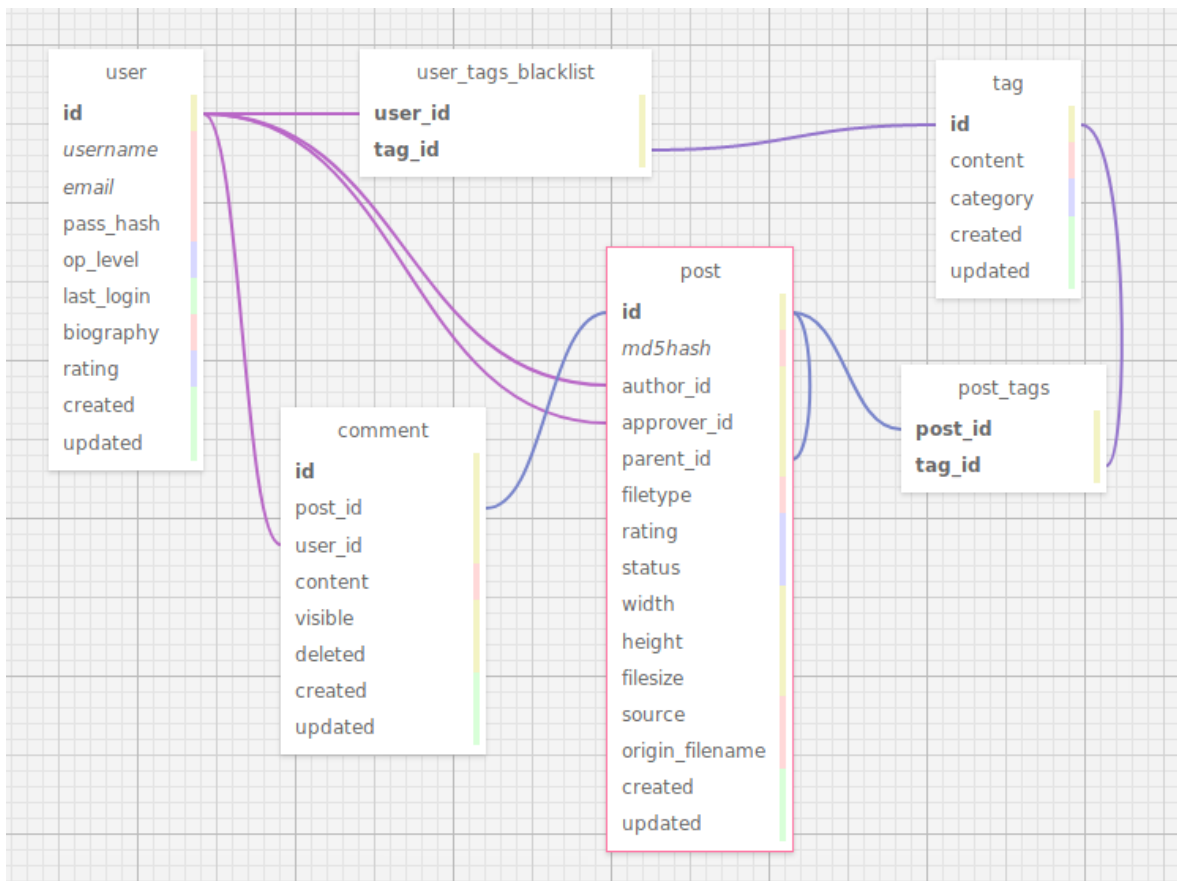 user
id
username
email
pass_hash
op_level
last_login
biography
rating
created
updated
user_tags_blacklist
user_id
tag_id
tag
id
content
category
created
updated
comment
id
post_id
user_id
content
visible
deleted
created
updated
post
id
md5hash
author_id
approver_id
parent_id
filetype
rating
status
width
height
filesize
source
origin_filename
created
updated
post_tags
post_id
tag_id